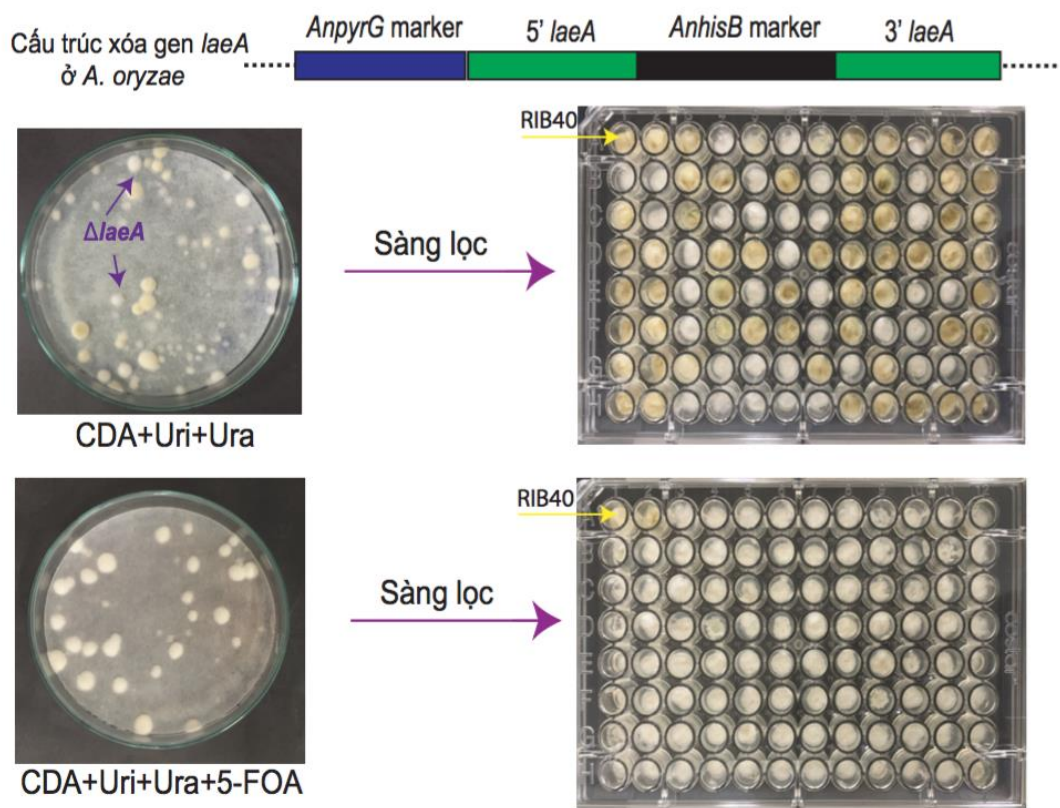 AnpyrG marker
5' laeA
AnhisB marker
3' laeA
Cấu trúc xóa gen laeA
ở A. oryzae
RIB40
ΔlaeA
Sàng lọc
CDA+Uri+Ura
RIB40
Sàng lọc
CDA+Uri+Ura+5-FOA